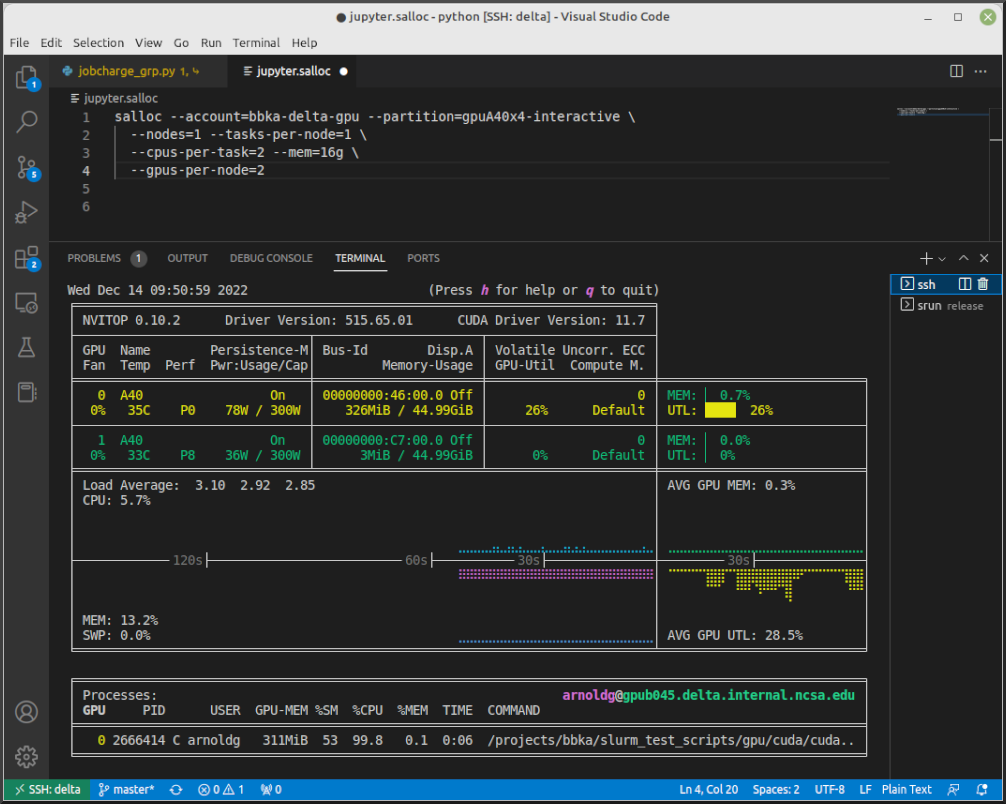 jupyter.salloc - python [SSH: delta] - Visual Studio Code
File Edit Selection View Go Run Terminal Help
1
jobcharge_grp.py 1, ↳
jupyter.salloc
jupyter.salloc
1 salloc --account=bbka-delta-gpu --partition=gpuA40x4-interactive \
2 --nodes=1 --tasks-per-node=1 \
3 --cpus-per-task=2 --mem=16g \
4 --gpus-per-node=2
5
6
5
2
PROBLEMS 1 OUTPUT DEBUG CONSOLE TERMINAL PORTS
ssh
srun release
Wed Dec 14 09:50:59 2022 (Press h for help or q to quit)
NVITOP 0.10.2 Driver Version: 515.65.01 CUDA Driver Version: 11.7
GPU Name Persistence-M Bus-Id Disp.A Volatile Uncorr. ECC
Fan Temp Perf Pwr:Usage/Cap Memory-Usage GPU-Util Compute M.
0 A40 On 00000000:46:00.0 Off 0 MEM: 0.7%
0% 35C P0 78W / 300W 326MiB / 44.99GiB 26% Default UTL: 26%
1 A40 On 00000000:C7:00.0 Off 0 MEM: 0.0%
0% 33C P8 36W / 300W 3MiB / 44.99GiB 0% Default UTL: 0%
Load Average: 3.10 2.92 2.85 AVG GPU MEM: 0.3%
CPU: 5.7%
120s 60s 30s 30s
MEM: 13.2%
SWP: 0.0% AVG GPU UTL: 28.5%
Processes: arnoldg@gpub045.delta.internal.ncsa.edu
GPU PID USER GPU-MEM %SM %CPU %MEM TIME COMMAND
0 2666414 C arnoldg 311MiB 53 99.8 0.1 0:06 /projects/bbka/slurm_test_scripts/gpu/cuda/cuda..
SSH: delta master* 0 1 0 Ln 4, Col 20 Spaces: 2 UTF-8 LF Plain Text